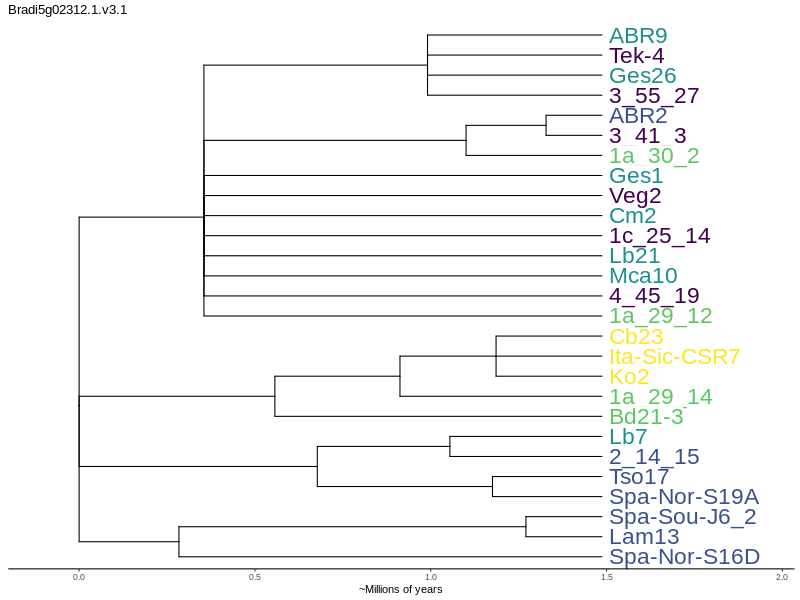 Bradi5g02312.1.v3.1
ABR9
Tek-4
Ges26
3_55_27
ABR2
3_41_3
1a_30_2
Ges1
Veg2
Cm2
1c_25_14
Lb21
Mca10
4_45_19
1a_29_12
Cb23
Ita-Sic-CSR7
Ko2
1a_29_14
Bd21-3
Lb7
2_14_15
Tso17
Spa-Nor-S19A
Spa-Sou-J6_2
Lam13
Spa-Nor-S16D
0.0 0.5 1.0 1.5 2.0
~Millions of years